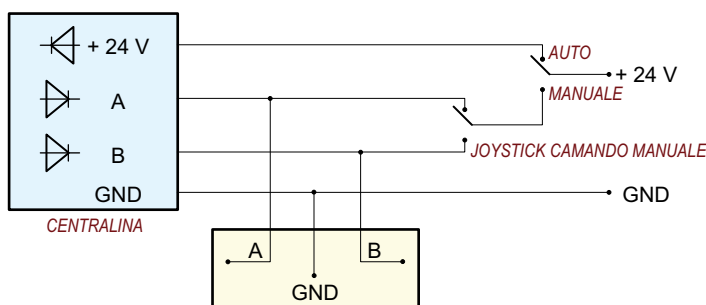 + 24 V
AUTO
+ 24 V
A
MANUALE
B
JOYSTICK CAMANDO MANUALE
GND
GND
CENTRALINA
A
B
GND